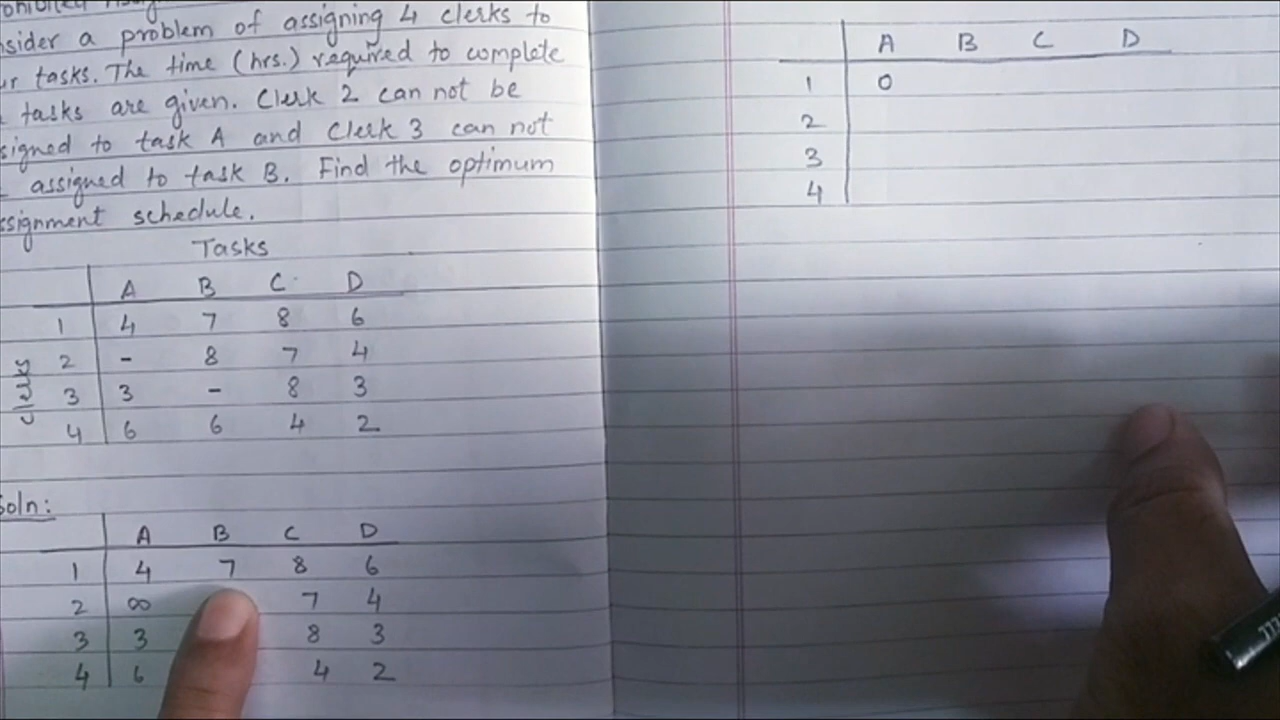 a problem of assigning 4 clerks to
tasks. The time (hrs.) required to complete
tasks are given. Clerk 2 can not be
to task A and Clerk 3 can not
assigned to task B. Find the optimum
schedule.
Tasks
A B C D
1 4 7 8 6
2 - 8 7 4
3 3 - 8 3
4 6 6 4 2
Soln:
A B C D
1 4 7 8 6
2 ∞ 7 4
3 3 8 3
4 6 4 2
A B C D
1 0
2
3
4